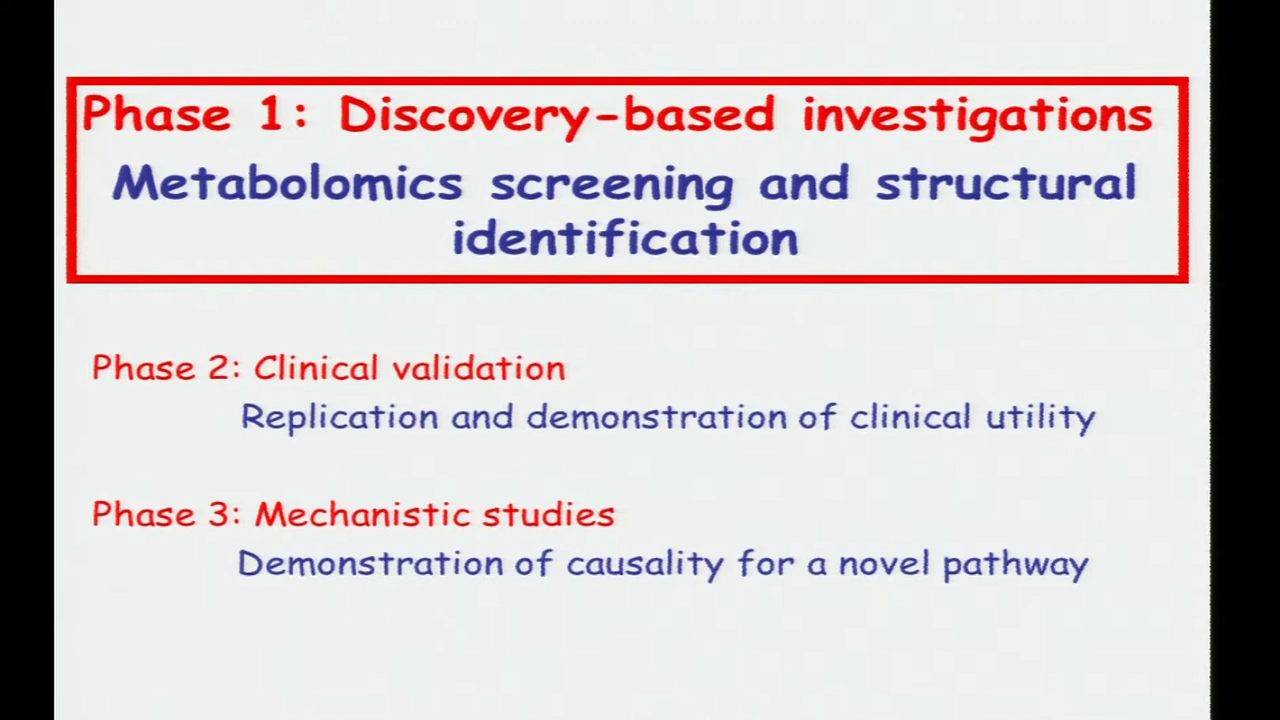 Phase 1: Discovery-based investigations
Metabolomics screening and structural
identification
Phase 2: Clinical validation
Replication and demonstration of clinical utility
Phase 3: Mechanistic studies
Demonstration of causality for a novel pathway